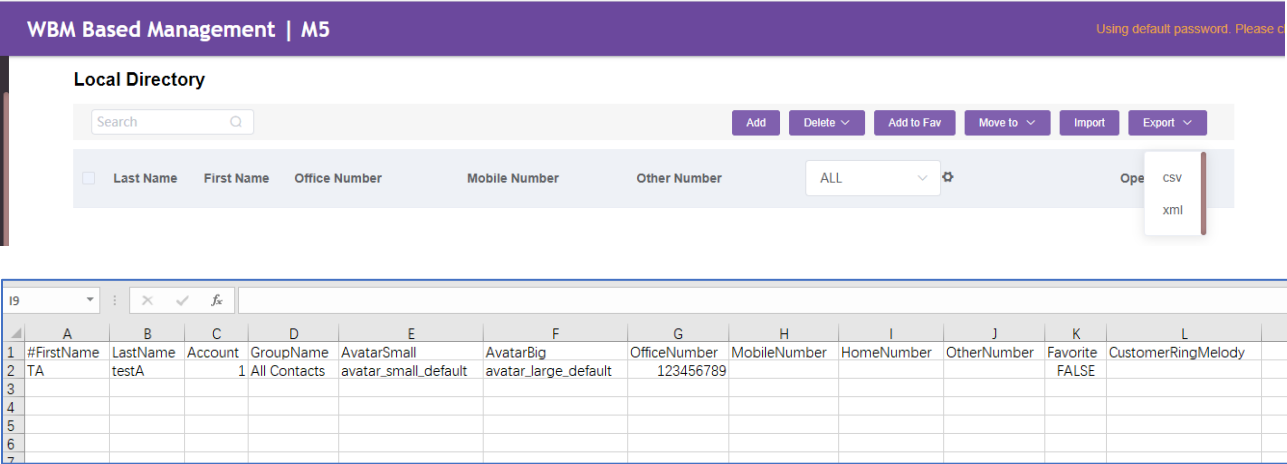 WBM Based Management | M5
Using default password. Please
Local Directory
Search
Add Delete Add to Fav Move to Import Export
Last Name First Name Office Number Mobile Number Other Number ALL Ope
csv
xml
I9 fx
A B C D E F G H I J K L
1 #FirstName LastName Account GroupName AvatarSmall AvatarBig OfficeNumber MobileNumber HomeNumber OtherNumber Favorite CustomerRingMelody
2 TA testA 1 All Contacts avatar_small_default avatar_large_default 123456789 FALSE
3
4
5
6
7